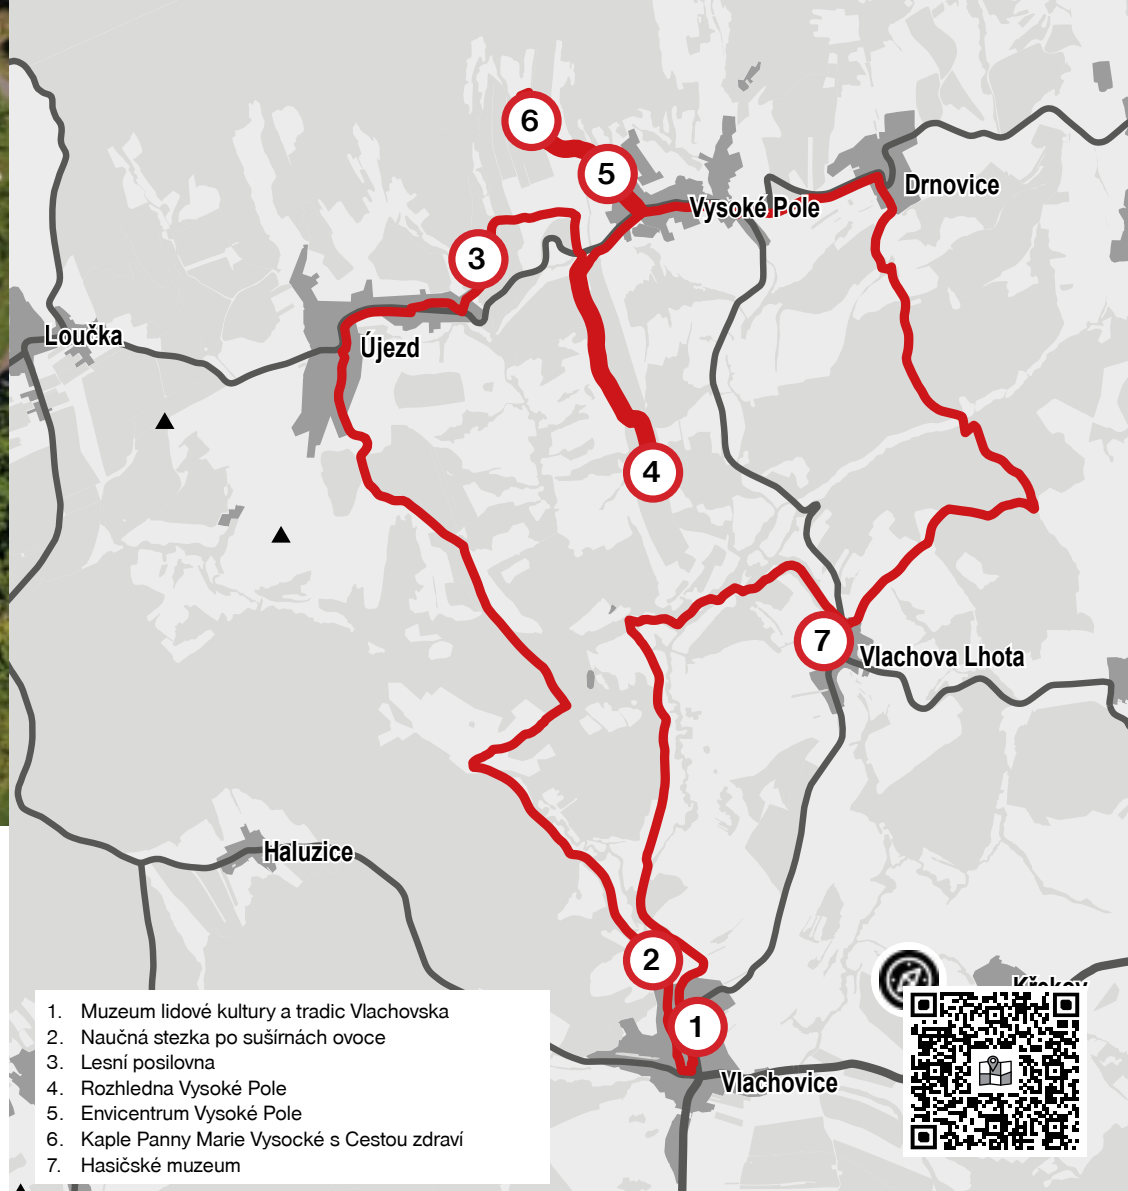 6
5
Vysoké Pole
Drnovice
3
Loučka
Újezd
4
7
Vlachova Lhota
Haluzice
2
1
Vlachovice
1. Muzeum lidové kultury a tradic Vlachovska
2. Naučná stezka po sušírnách ovoce
3. Lesní posilovna
4. Rozhledna Vysoké Pole
5. Envicentrum Vysoké Pole
6. Kaple Panny Marie Vysocké s Cestou zdraví
7. Hasičské muzeum